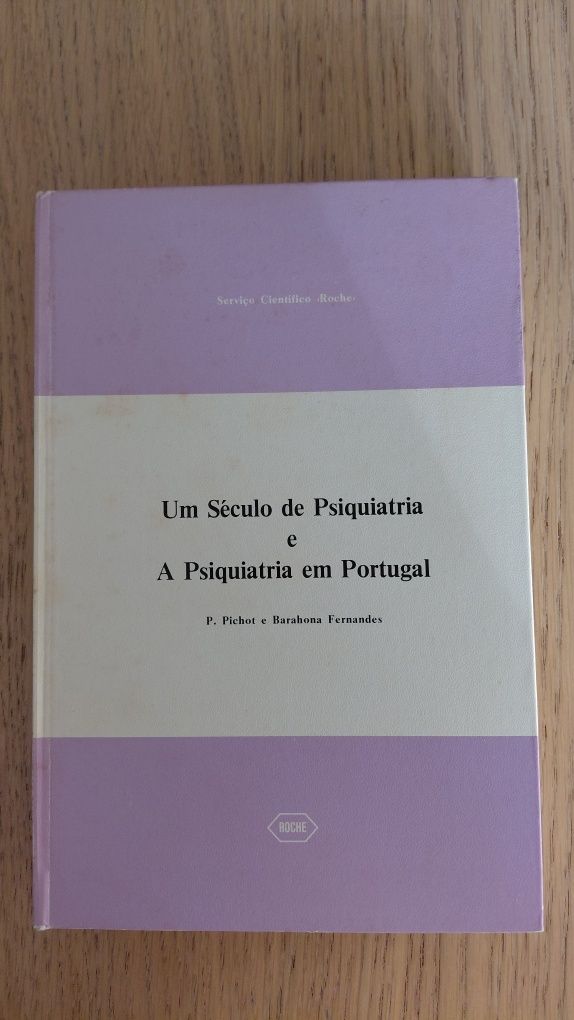 Serviço Científico ‹Roche›
Um Século de Psiquiatria
e
A Psiquiatria em Portugal
P. Pichot e Barahona Fernandes
ROCHE